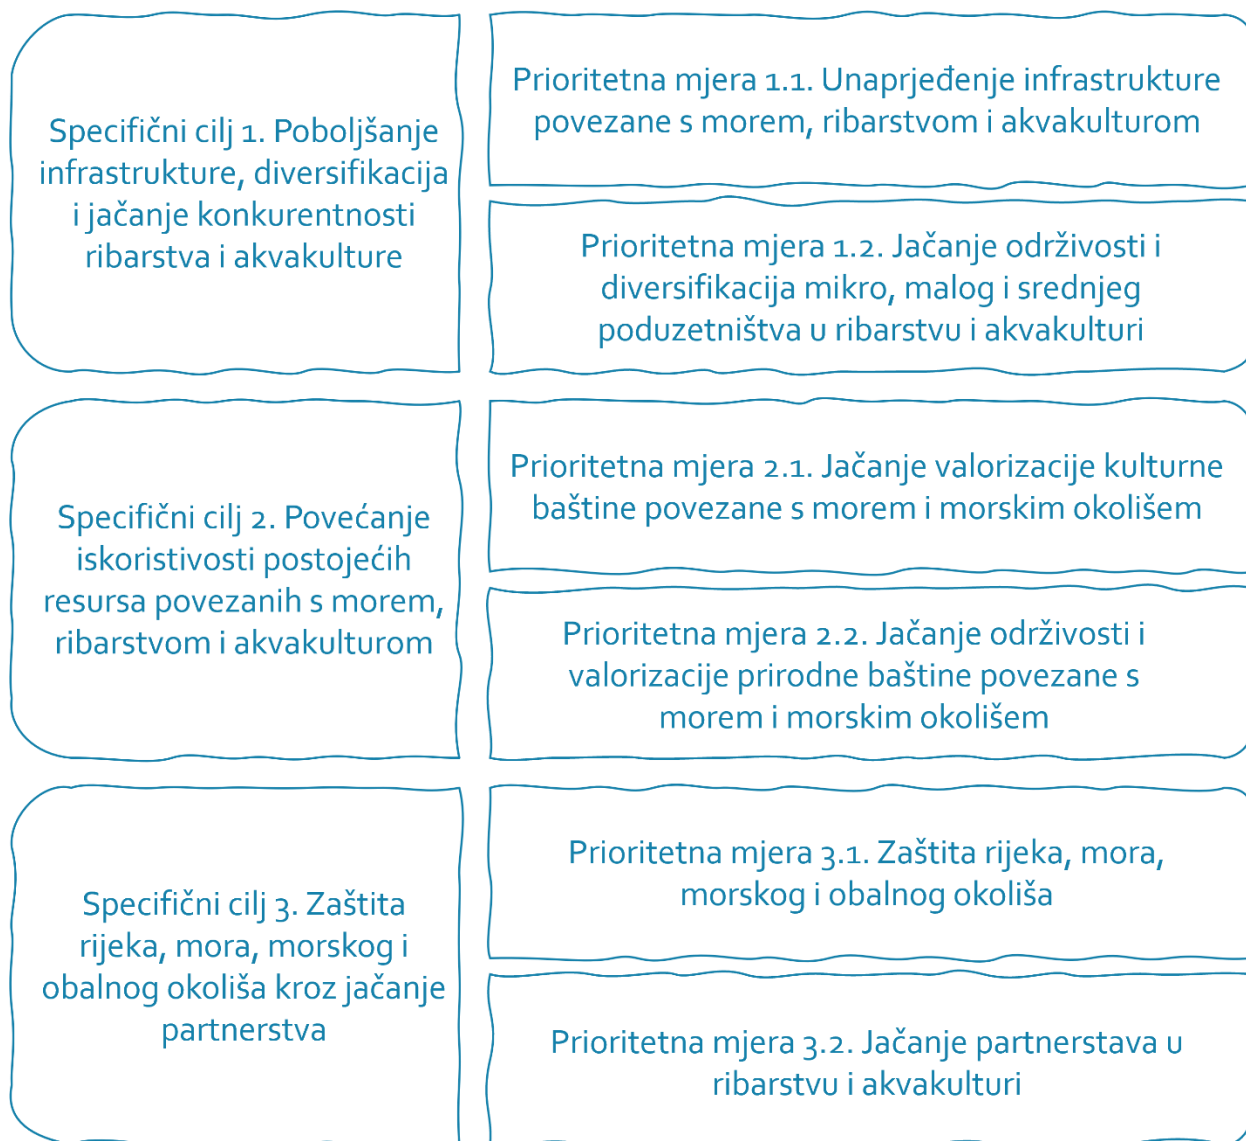 Specifični cilj 1. Poboljšanje
infrastrukture, diversifikacija
i jačanje konkurentnosti
ribarstva i akvakulture
Prioritetna mjera 1.1. Unaprjeđenje infrastrukture
povezane s morem, ribarstvom i akvakulturom
Prioritetna mjera 1.2. Jačanje održivosti i
diversifikacija mikro, malog i srednjeg
poduzetništva u ribarstvu i akvakulturi
Specifični cilj 2. Povećanje
iskoristivosti postojećih
resursa povezanih s morem,
ribarstvom i akvakulturom
Prioritetna mjera 2.1. Jačanje valorizacije kulturne
baštine povezane s morem i morskim okolišem
Prioritetna mjera 2.2. Jačanje održivosti i
valorizacije prirodne baštine povezane s
morem i morskim okolišem
Specifični cilj 3. Zaštita
rijeka, mora, morskog i
obalnog okoliša kroz jačanje
partnerstva
Prioritetna mjera 3.1. Zaštita rijeka, mora,
morskog i obalnog okoliša
Prioritetna mjera 3.2. Jačanje partnerstava u
ribarstvu i akvakulturi